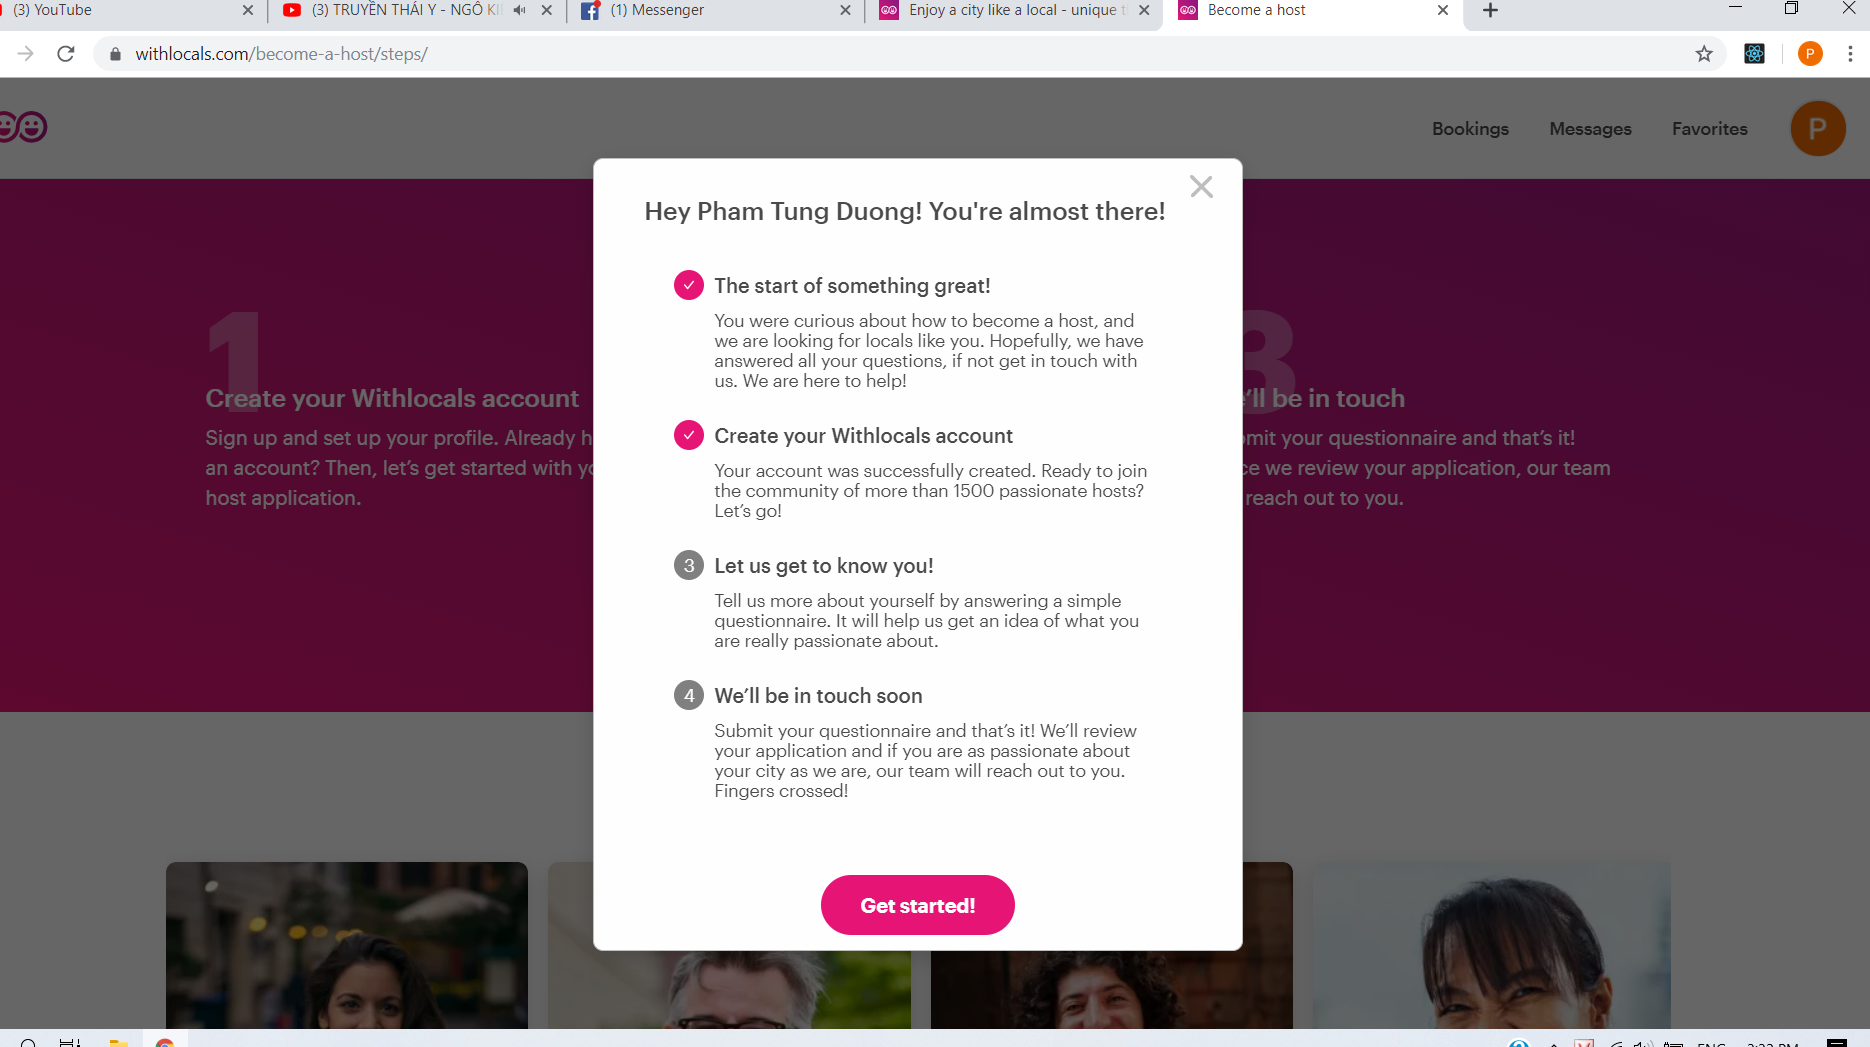 (3) YouTube
(3) TRUYỀN THÁI Y - NGÔ
(1) Messenger
Enjoy a city like a local - unique
Become a host
withlocals.com/become-a-host/steps/
P
Bookings
Messages
Favorites
P
Hey Pham Tung Duong! You're almost there!
The start of something great!
You were curious about how to become a host, and
we are looking for locals like you. Hopefully, we have
answered all your questions, if not get in touch with
us. We are here to help!
Create your Withlocals account
Your account was successfully created. Ready to join
the community of more than 1500 passionate hosts?
Let’s go!
3 Let us get to know you!
Tell us more about yourself by answering a simple
questionnaire. It will help us get an idea of what you
are really passionate about.
4 We’ll be in touch soon
Submit your questionnaire and that’s it! We’ll review
your application and if you are as passionate about
your city as we are, our team will reach out to you.
Fingers crossed!
Get started!
1
Create your Withlocals account
Sign up and set up your profile. Already h
an account? Then, let’s get started with yo
host application.
3
’ll be in touch
mit your questionnaire and that’s it!
ce we review your application, our team
reach out to you.
ENG